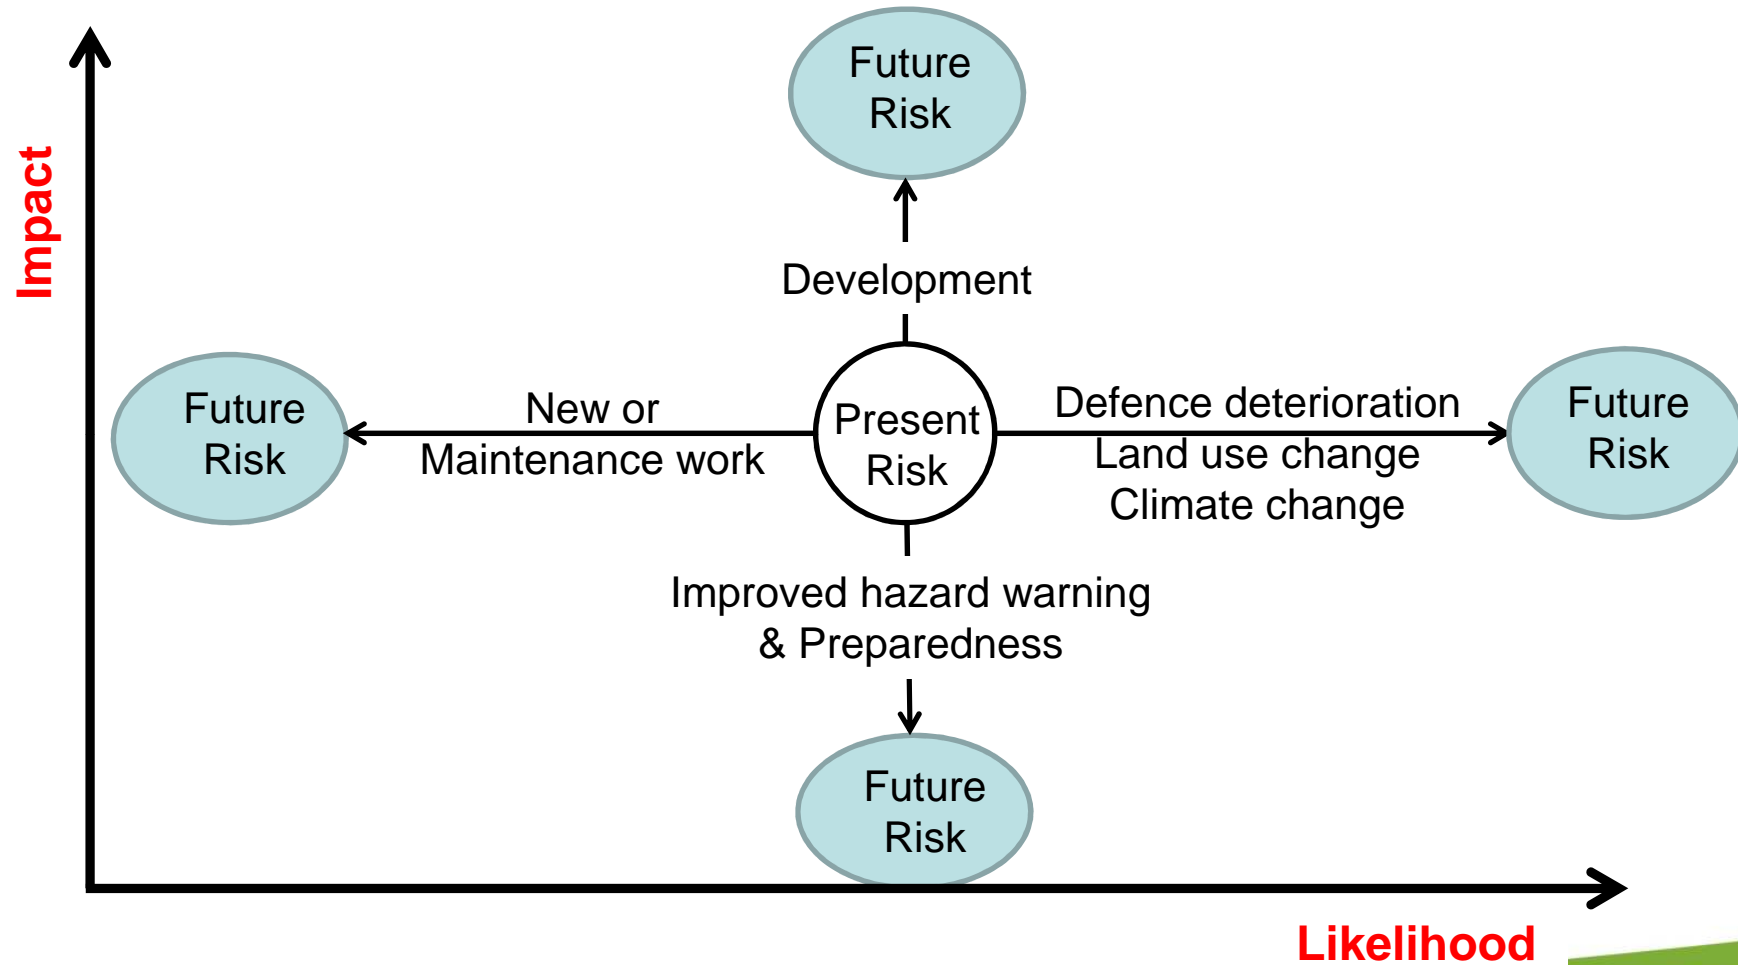 Future
Risk
Impact
Development
Future
Risk
New or
Maintenance work
Present
Risk
Defence deterioration
Land use change
Climate change
Future
Risk
Improved hazard warning
& Preparedness
Future
Risk
Likelihood